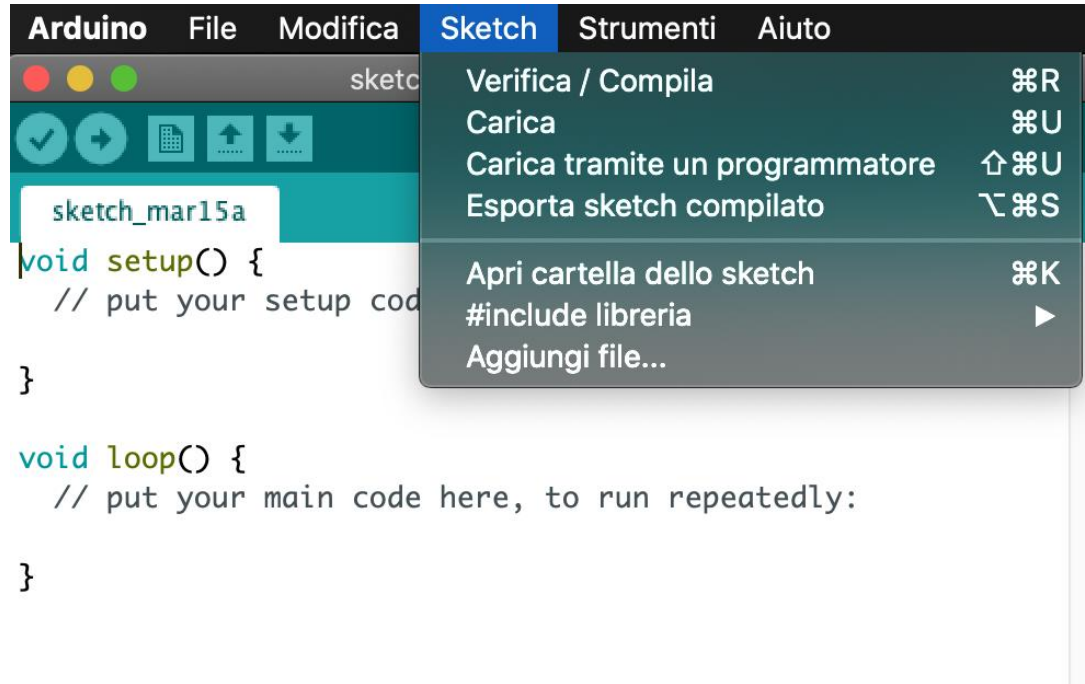 Arduino File Modifica Sketch Strumenti Aiuto
sketc
Verifica / Compila ⌘R
Carica ⌘U
Carica tramite un programmatore ⇧⌘U
Esporta sketch compilato ⌥⌘S
Apri cartella dello sketch ⌘K
#include libreria ▶
Aggiungi file...
sketch_mar15a
void setup() {
// put your setup cod
}
void loop() {
// put your main code here, to run repeatedly:
}